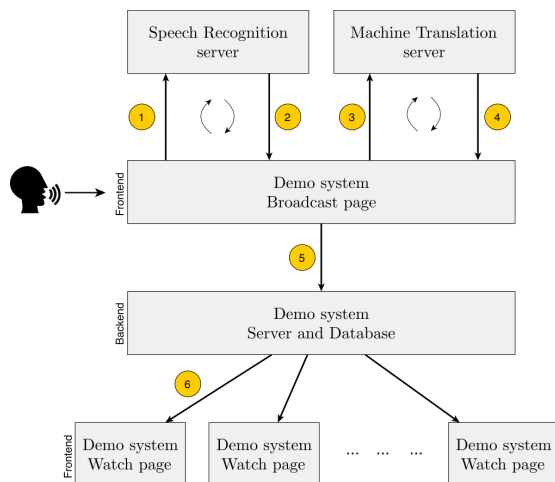 Speech Recognition
server
Machine Translation
server
1
2
3
4
Frontend
Demo system
Broadcast page
5
Backend
Demo system
Server and Database
6
Frontend
Demo system
Watch page
Demo system
Watch page
... ... ...
Demo system
Watch page